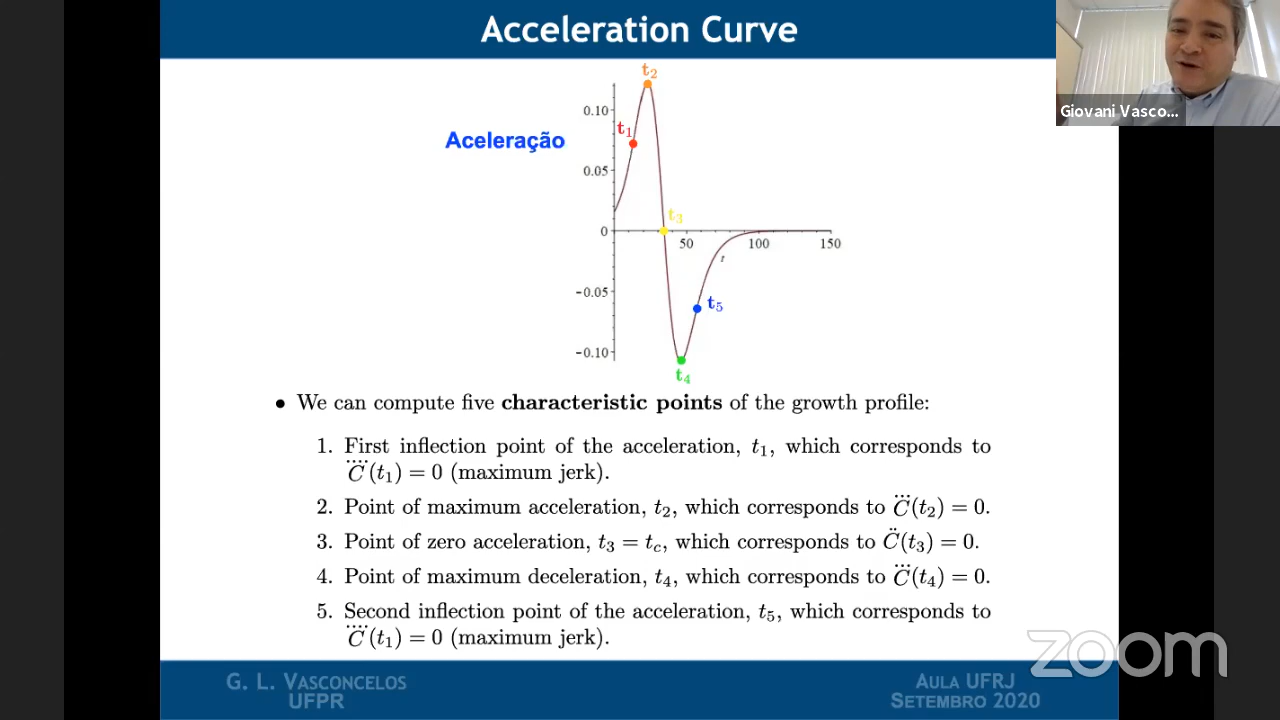 Acceleration Curve
Giovani Vasco...
t₂
0.10
t₁
Aceleração
0.05
t₃
0
50
100
150
t
−0.05
t₅
−0.10
t₄
• We can compute five characteristic points of the growth profile:
1. First inflection point of the acceleration, t₁, which corresponds to
C⃜(t₁) = 0 (maximum jerk).
2. Point of maximum acceleration, t₂, which corresponds to C⃛(t₂) = 0.
3. Point of zero acceleration, t₃ = t_c, which corresponds to C̈(t₃) = 0.
4. Point of maximum deceleration, t₄, which corresponds to C⃛(t₄) = 0.
5. Second inflection point of the acceleration, t₅, which corresponds to
C⃜(t₁) = 0 (maximum jerk).
zoom
G. L. VASCONCELOS
UFPR
AULA UFRJ
SETEMBRO 2020